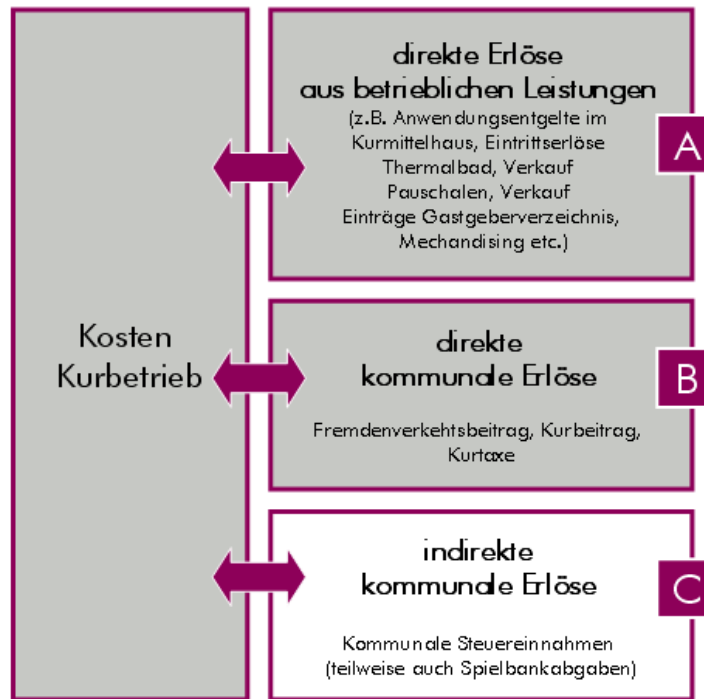 Kosten
Kurbetrieb
direkte Erlöse
aus betrieblichen Leistungen
(z.B. Anwendungsentgelte im
Kurmittelhaus, Eintrittserlöse
Thermalbad, Verkauf
Pauschalen, Verkauf
Einträge Gastgeberverzeichnis,
Mechandising etc.)
A
direkte
kommunale Erlöse
Fremdenverkehtsbeitrag, Kurbeitrag,
Kurtaxe
B
indirekte
kommunale Erlöse
Kommunale Steuereinnahmen
(teilweise auch Spielbankabgaben)
C